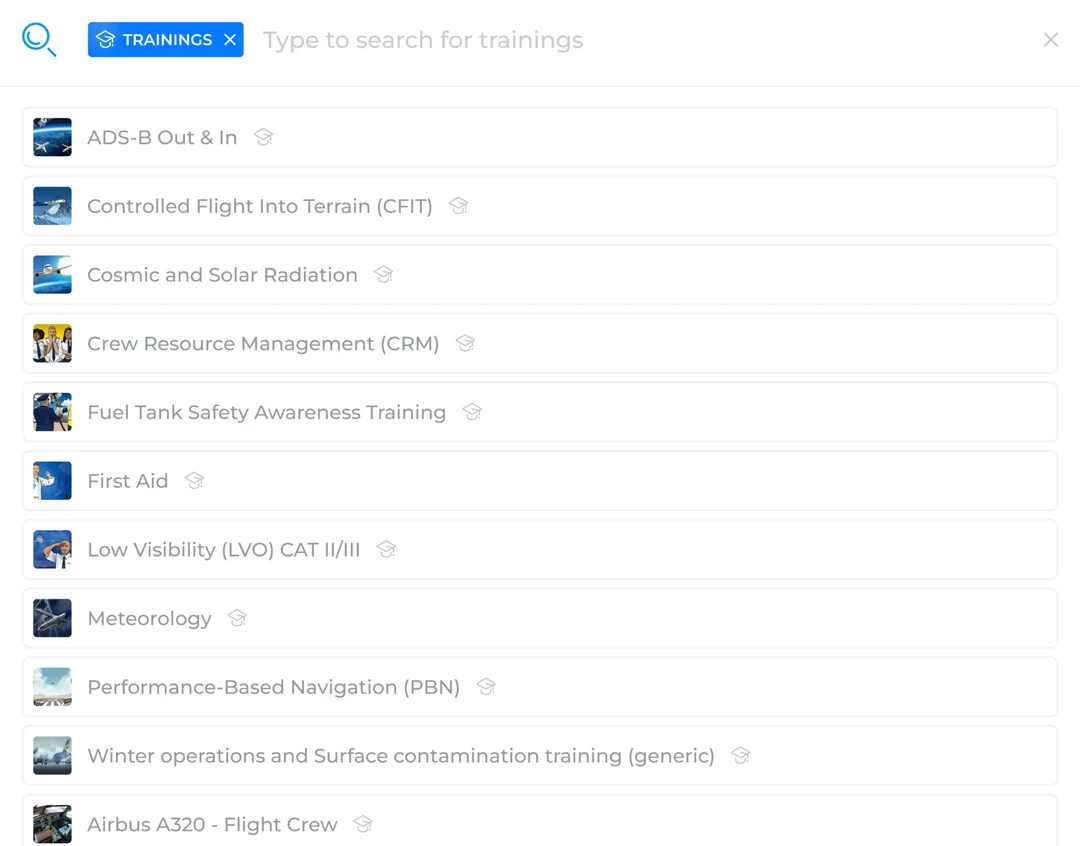 TRAININGS
Type to search for trainings
ADS-B Out & In
Controlled Flight Into Terrain (CFIT)
Cosmic and Solar Radiation
Crew Resource Management (CRM)
Fuel Tank Safety Awareness Training
First Aid
Low Visibility (LVO) CAT II/III
Meteorology
Performance-Based Navigation (PBN)
Winter operations and Surface contamination training (generic)
Airbus A320 - Flight Crew